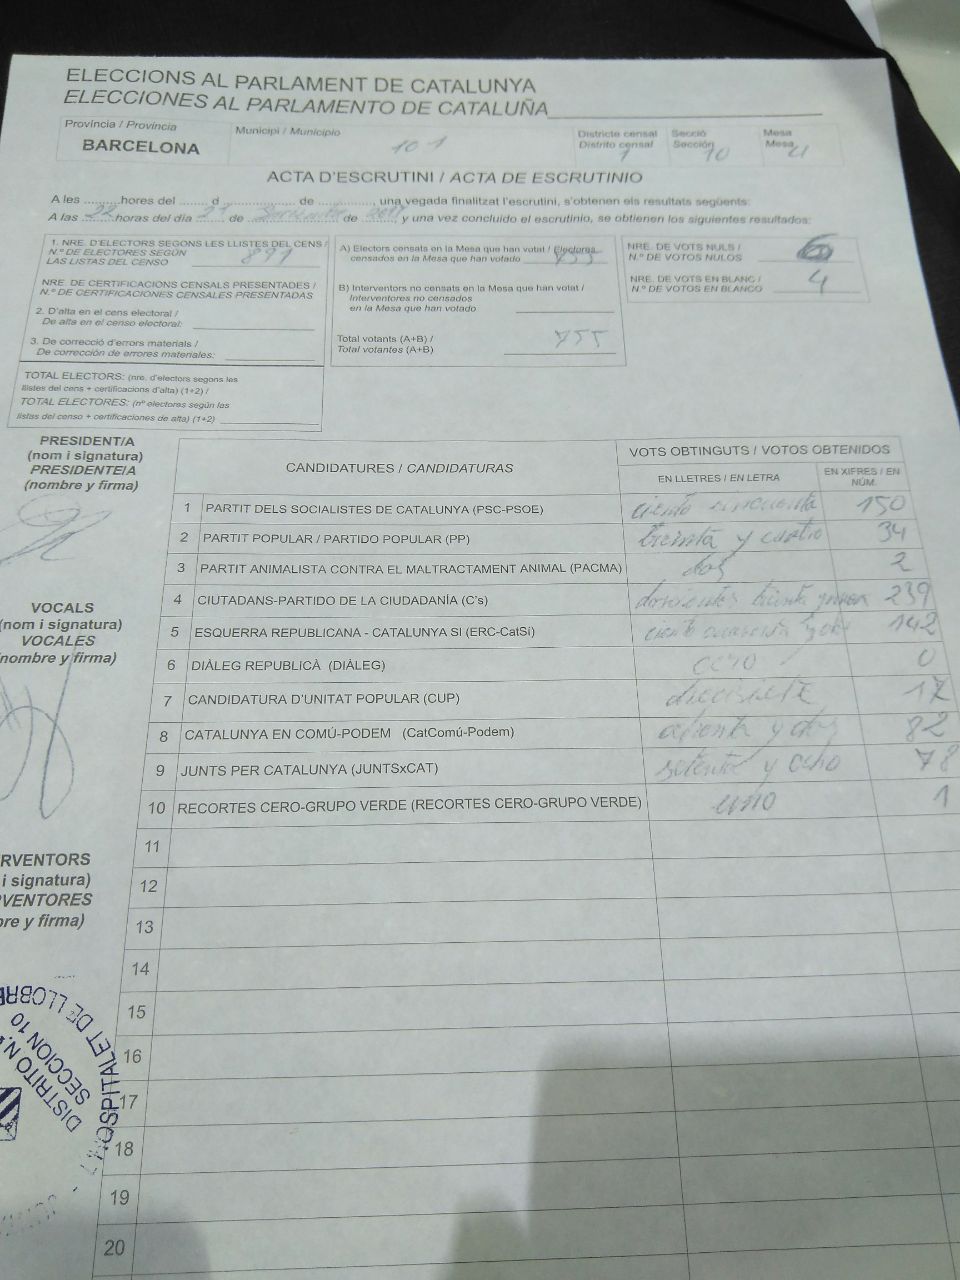 ELECCIONS AL PARLAMENT DE CATALUNYA
ELECCIONES AL PARLAMENTO DE CATALUÑA
Província / Provincia
BARCELONA
Municipi / Municipio
101
Districte censal
Distrito censal
1
Secció
Sección
10
Mesa
Mesa
U
ACTA D'ESCRUTINI / ACTA DE ESCRUTINIO
A les .......... hores del ...... d .................. de ............, una vegada finalitzat l'escrutini, s'obtenen els resultats següents:
A las 22 horas del día 21 de diciembre de 2017 y una vez concluido el escrutinio, se obtienen los siguientes resultados:
1. NRE. D'ELECTORS SEGONS LES LLISTES DEL CENS /
N.º DE ELECTORES SEGÚN
LAS LISTAS DEL CENSO 891
NRE. DE CERTIFICACIONS CENSALS PRESENTADES /
N.º DE CERTIFICACIONES CENSALES PRESENTADAS
2. D'alta en el cens electoral /
De alta en el censo electoral:
3. De correcció d'errors materials /
De corrección de errores materiales:
TOTAL ELECTORS: (nre. d'electors segons les
llistes del cens + certificacions d'alta) (1+2) /
TOTAL ELECTORES: (nº electores según las
listas del censo + certificaciones de alta) (1+2)
A) Electors censats en la Mesa que han votat / Electores
censados en la Mesa que han votado 755
B) Interventors no censats en la Mesa que han votat /
Interventores no censados
en la Mesa que han votado
Total votants (A+B) /
Total votantes (A+B) 755
NRE. DE VOTS NULS /
N.º DE VOTOS NULOS 6
NRE. DE VOTS EN BLANC /
N.º DE VOTOS EN BLANCO 4
PRESIDENT/A
(nom i signatura)
PRESIDENTE/A
(nombre y firma)
VOCALS
(nom i signatura)
VOCALES
nombre y firma)
RVENTORS
i signatura)
VENTORES
bre y firma)
CANDIDATURES / CANDIDATURAS
VOTS OBTINGUTS / VOTOS OBTENIDOS
EN LLETRES / EN LETRA
EN XIFRES / EN NÚM.
1 PARTIT DELS SOCIALISTES DE CATALUNYA (PSC-PSOE) ciento cincuenta 150
2 PARTIT POPULAR / PARTIDO POPULAR (PP) treinta y cuatro 34
3 PARTIT ANIMALISTA CONTRA EL MALTRACTAMENT ANIMAL (PACMA) dos 2
4 CIUTADANS-PARTIDO DE LA CIUDADANÍA (C's) doscientos treinta y nueve 239
5 ESQUERRA REPUBLICANA - CATALUNYA SÍ (ERC-CatSí) ciento cuarenta y dos 142
6 DIÀLEG REPUBLICÀ (DIÀLEG) cero 0
7 CANDIDATURA D'UNITAT POPULAR (CUP) diecisiete 17
8 CATALUNYA EN COMÚ-PODEM (CatComú-Podem) ochenta y dos 82
9 JUNTS PER CATALUNYA (JUNTSxCAT) setenta y ocho 78
10 RECORTES CERO-GRUPO VERDE (RECORTES CERO-GRUPO VERDE) uno 1
11
12
13
14
15
16
17
18
19
20
L'HOSPITALET DE LLOBRE
DISTRITO N.
SECCION 10